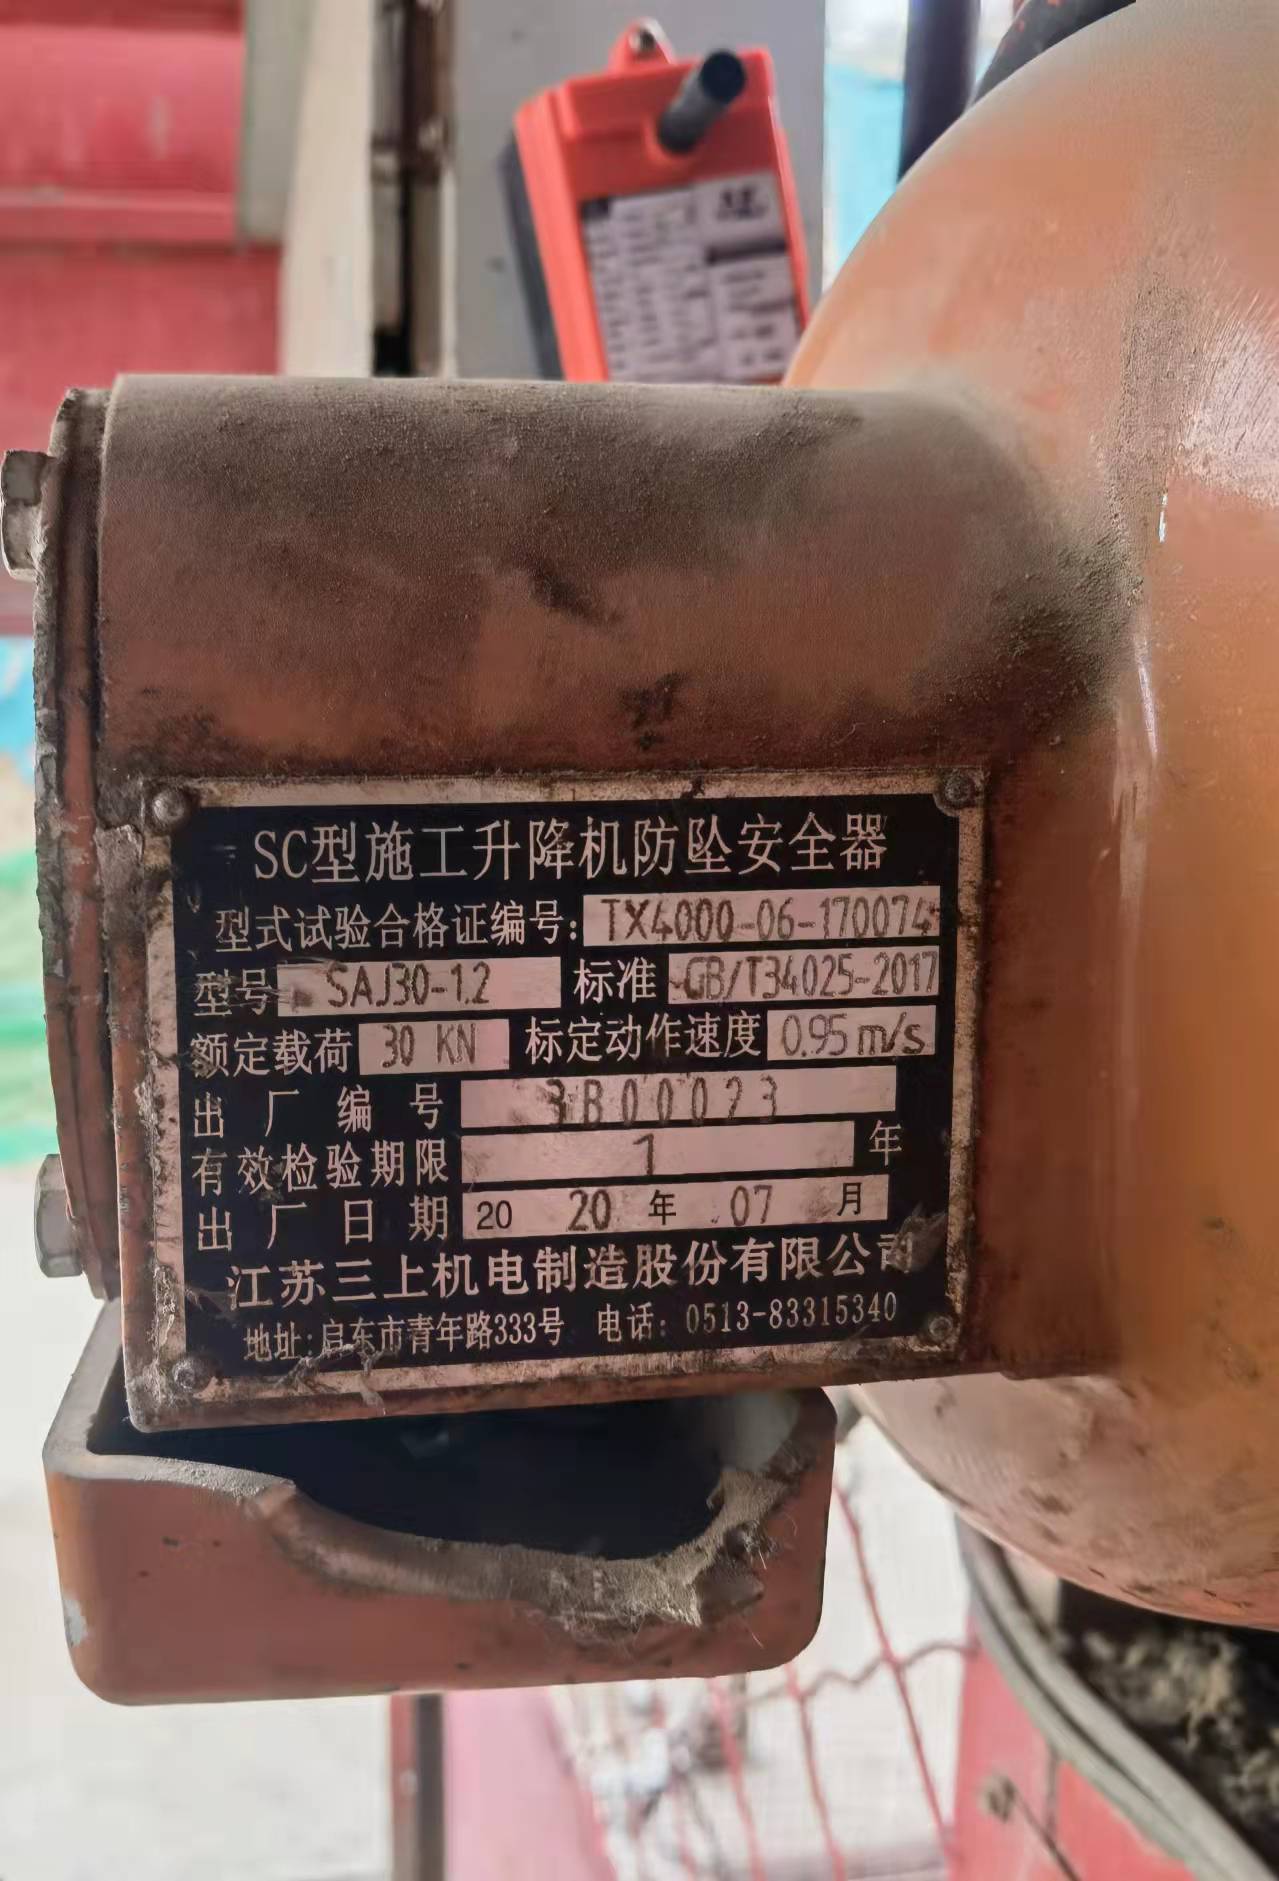 SC型施工升降机防坠安全器
型式试验合格证编号: TX4000-06-170074
型号 SAJ30-1.2 标准 GB/T34025-2017
额定载荷 30 KN 标定动作速度 0.95 m/s
出厂编号
有效检验期限 1 年
出厂日期 20 20 年 07 月
江苏三上机电制造股份有限公司
地址:启东市青年路333号 电话: 0513-83315340